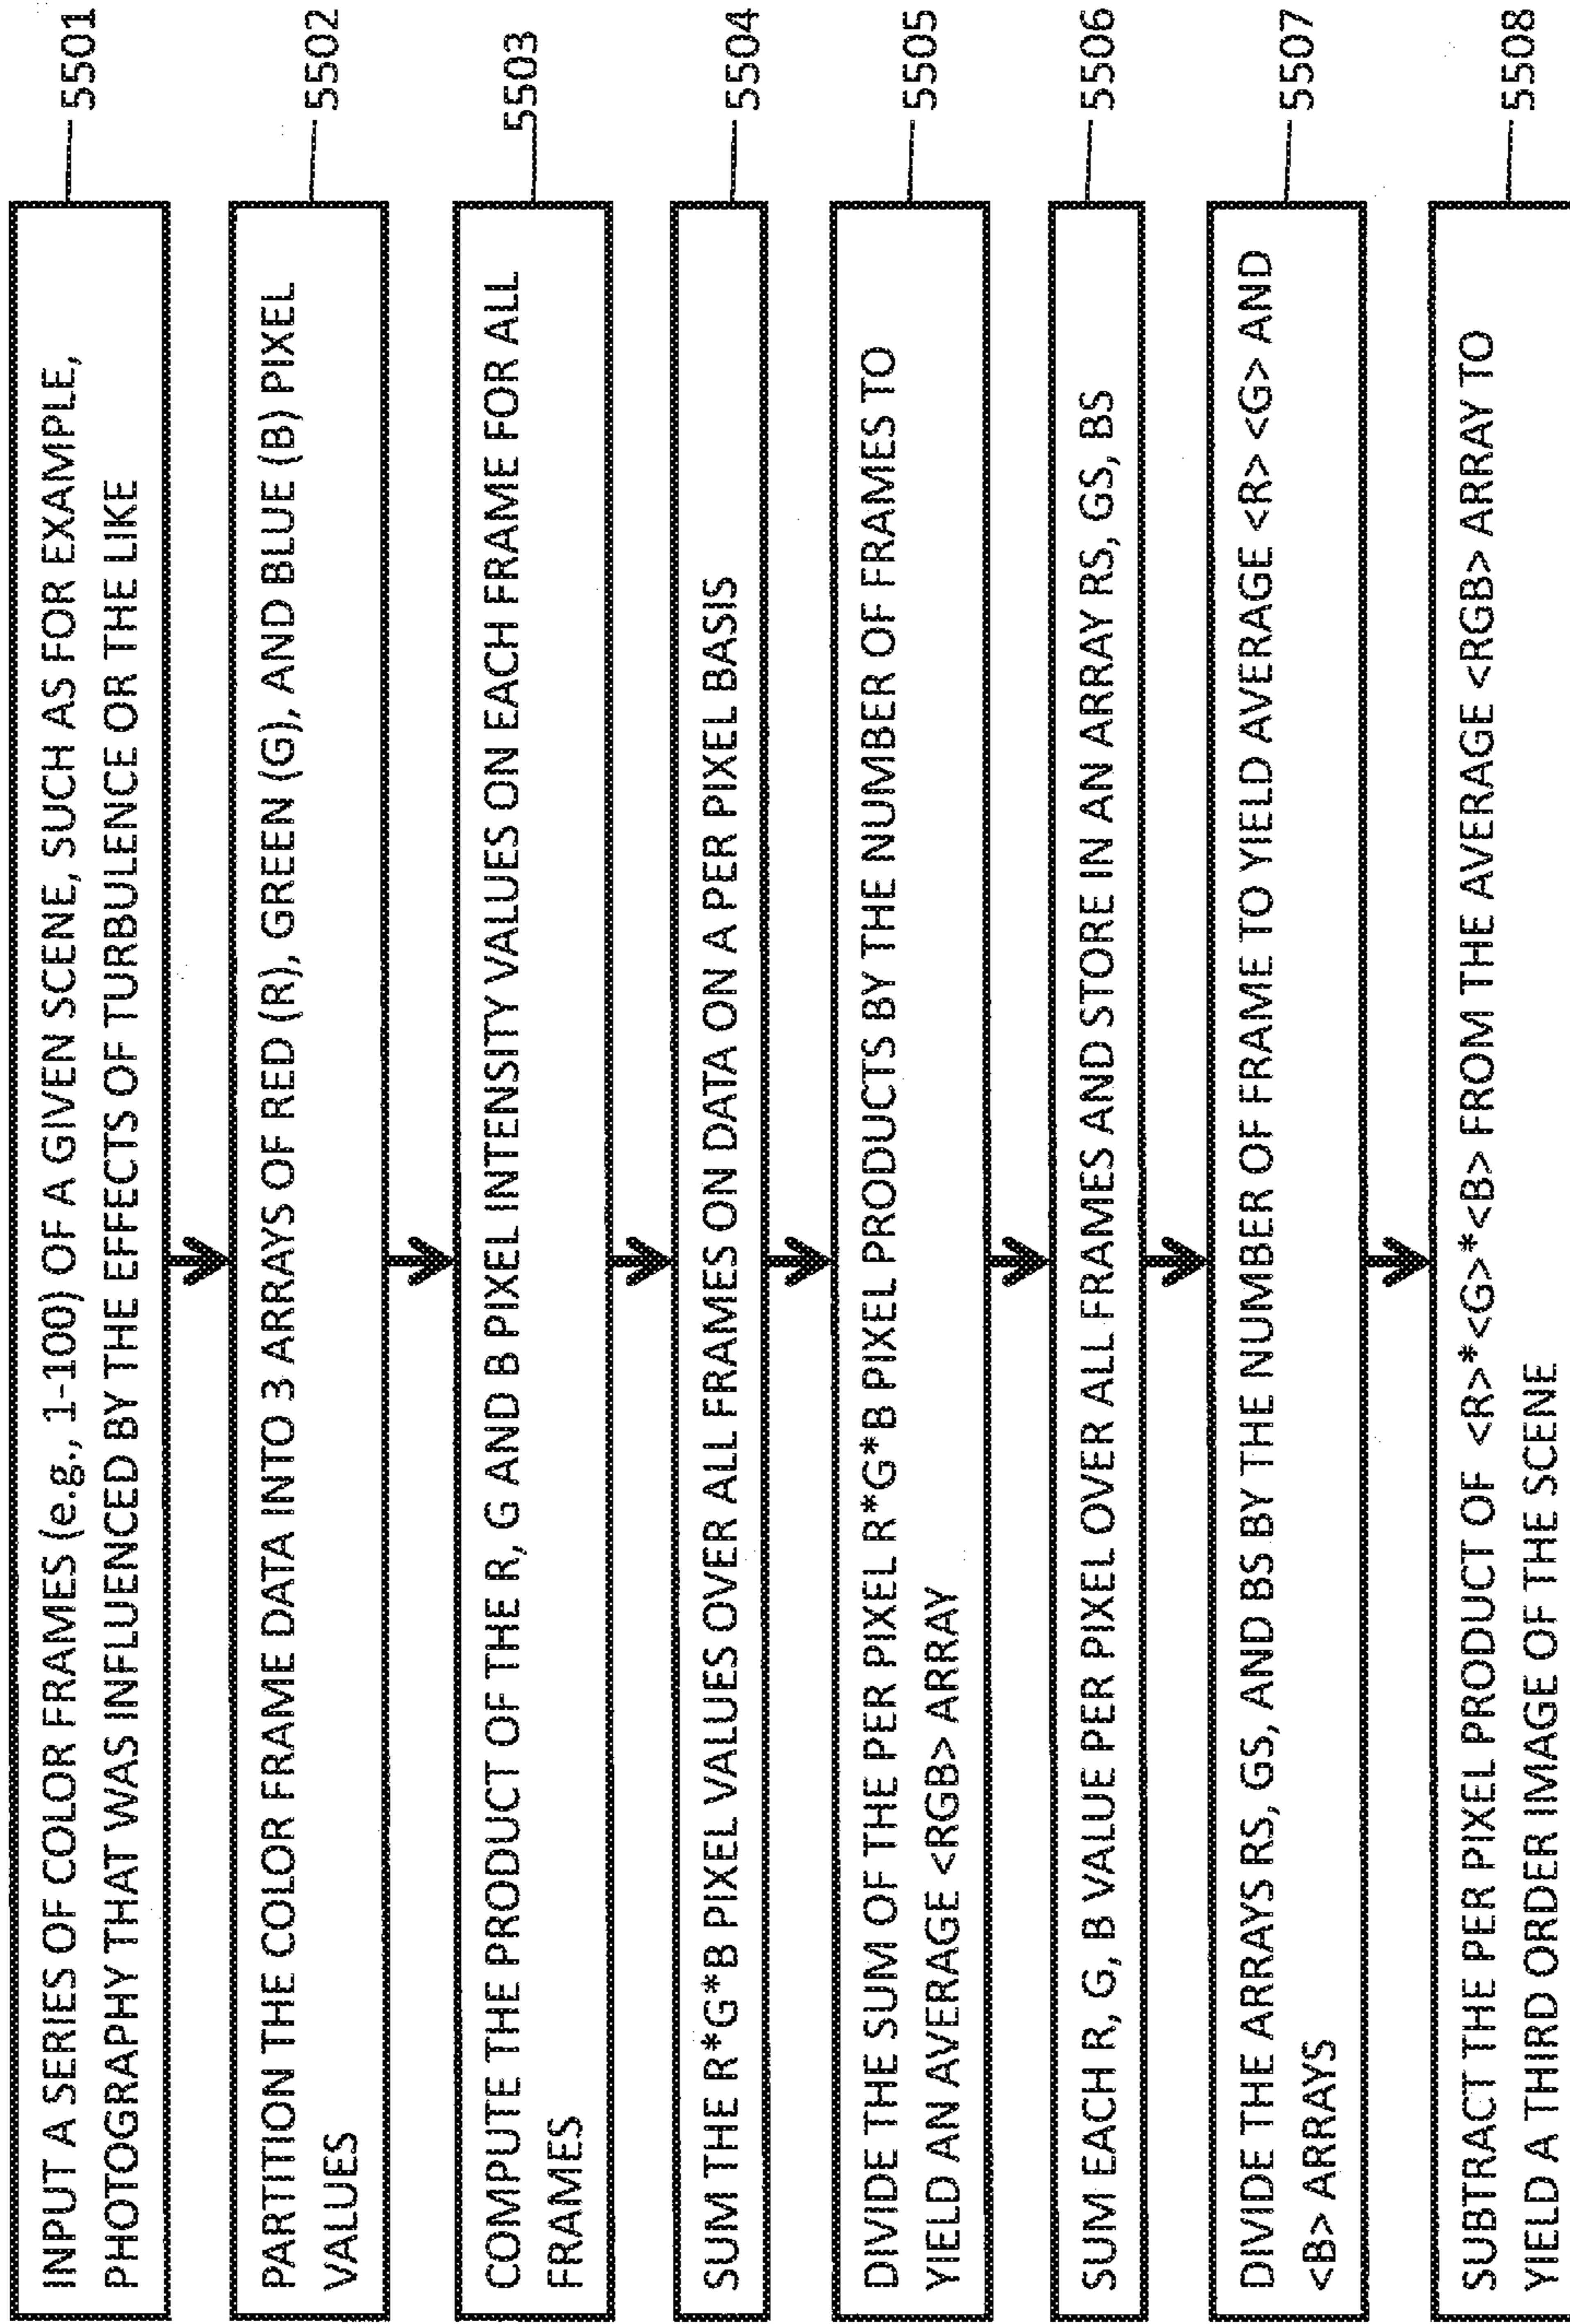 INPUT A SERIES OF COLOR FRAMES (e.g., 1-100) OF A GIVEN SCENE, SUCH AS FOR EXAMPLE,
PHOTOGRAPHY THAT WAS INFLUENCED BY THE EFFECTS OF TURBULENCE OR THE LIKE
5501
PARTITION THE COLOR FRAME DATA INTO 3 ARRAYS OF RED (R), GREEN (G), AND BLUE (B) PIXEL
VALUES
5502
COMPUTE THE PRODUCT OF THE R, G AND B PIXEL INTENSITY VALUES ON EACH FRAME FOR ALL
FRAMES
5503
SUM THE R*G*B PIXEL VALUES OVER ALL FRAMES ON DATA ON A PER PIXEL BASIS
5504
DIVIDE THE SUM OF THE PER PIXEL R*G*B PIXEL PRODUCTS BY THE NUMBER OF FRAMES TO
YIELD AN AVERAGE <RGB> ARRAY
5505
SUM EACH R, G, B VALUE PER PIXEL OVER ALL FRAMES AND STORE IN AN ARRAY RS, GS, BS
5506
DIVIDE THE ARRAYS RS, GS, AND BS BY THE NUMBER OF FRAME TO YIELD AVERAGE <R> <G> AND
<B> ARRAYS
5507
SUBTRACT THE PER PIXEL PRODUCT OF <R>*<G>*<B> FROM THE AVERAGE <RGB> ARRAY TO
YIELD A THIRD ORDER IMAGE OF THE SCENE
5508